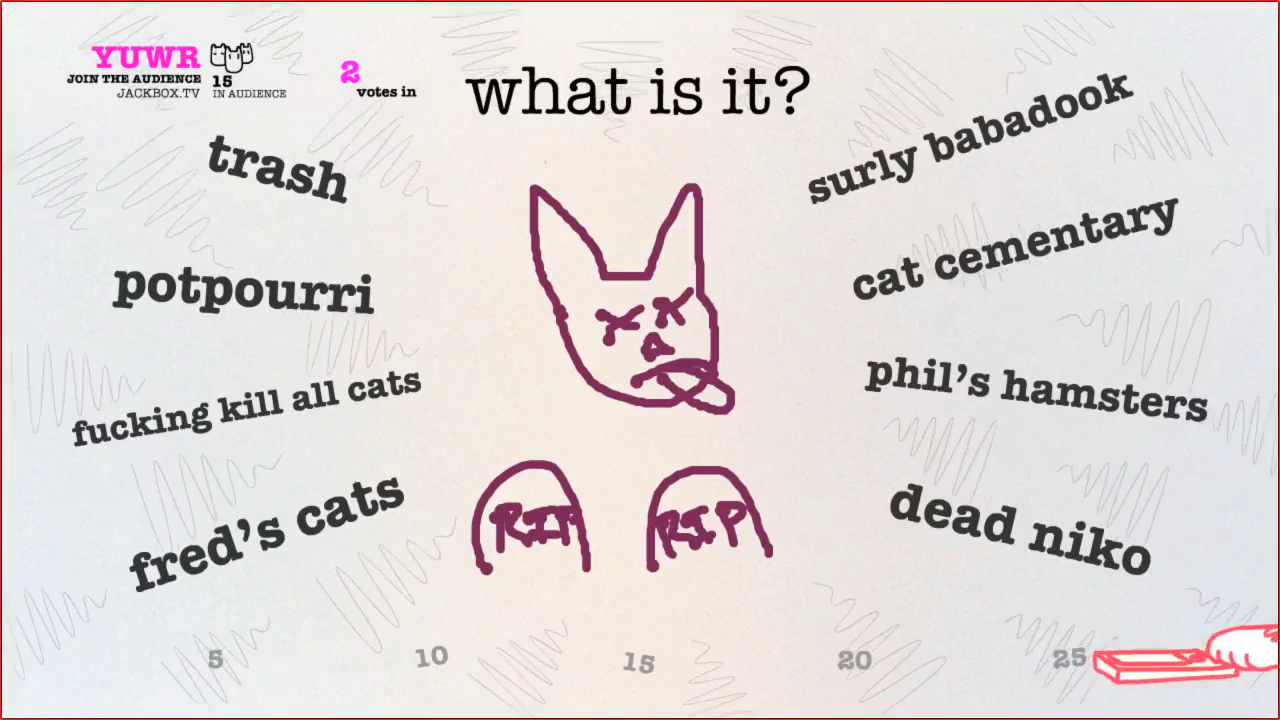 YUWR
JOIN THE AUDIENCE
JACKBOX.TV
15
IN AUDIENCE
2
votes in
what is it?
trash
potpourri
fucking kill all cats
fred's cats
surly babadook
cat cementary
phil's hamsters
dead niko
RIP
RIP
5
10
15
20
25